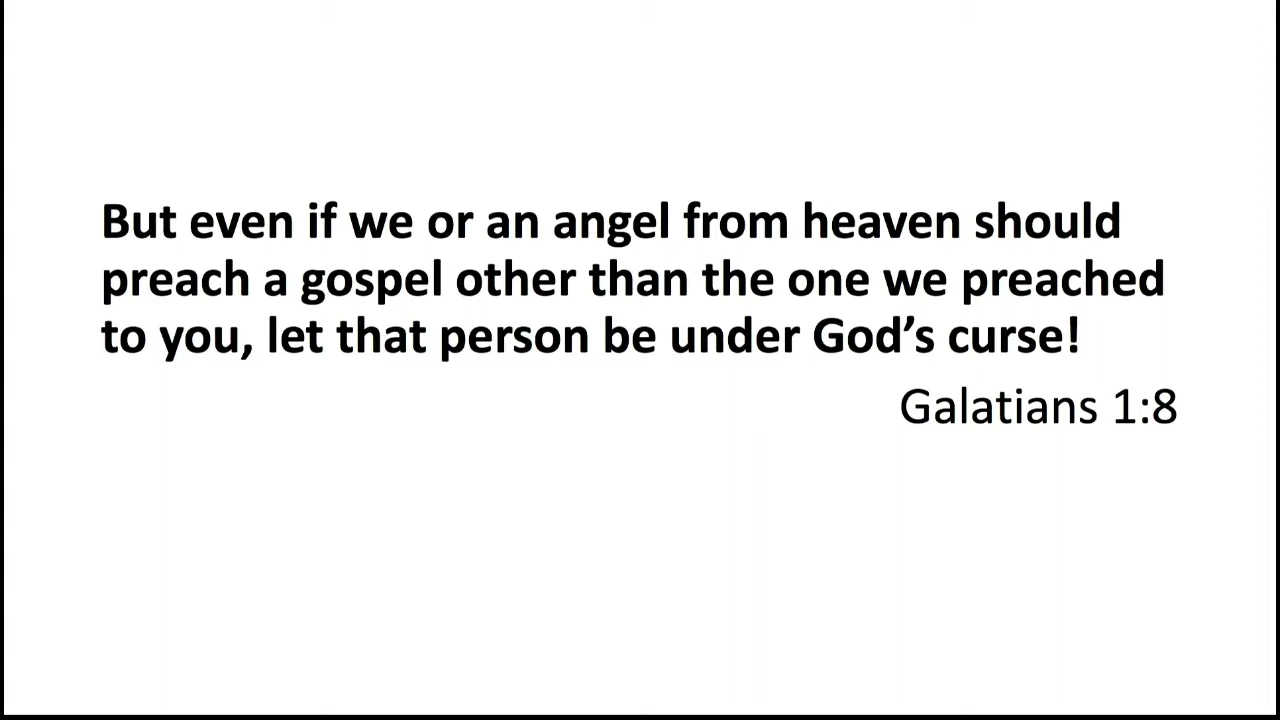 But even if we or an angel from heaven should
preach a gospel other than the one we preached
to you, let that person be under God’s curse!
Galatians 1:8